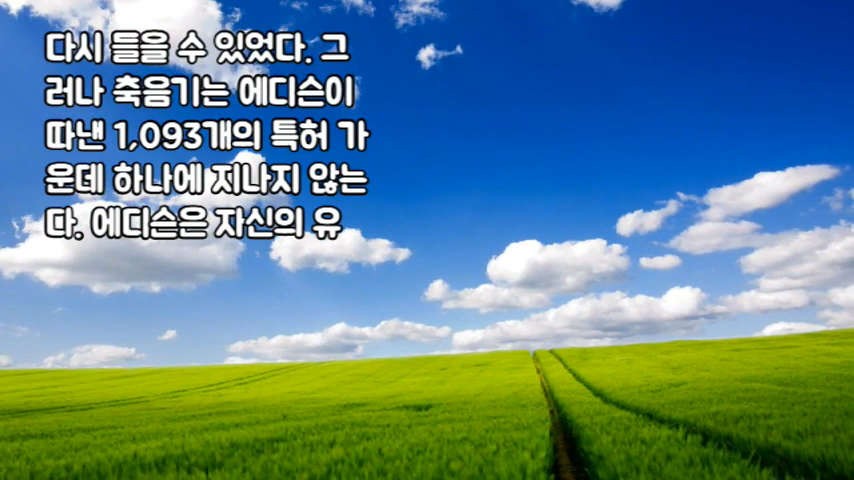 다시 들을 수 있었다. 그
러나 축음기는 에디슨이
따낸 1,093개의 특허 가
운데 하나에 지나지 않는
다. 에디슨은 자신의 유